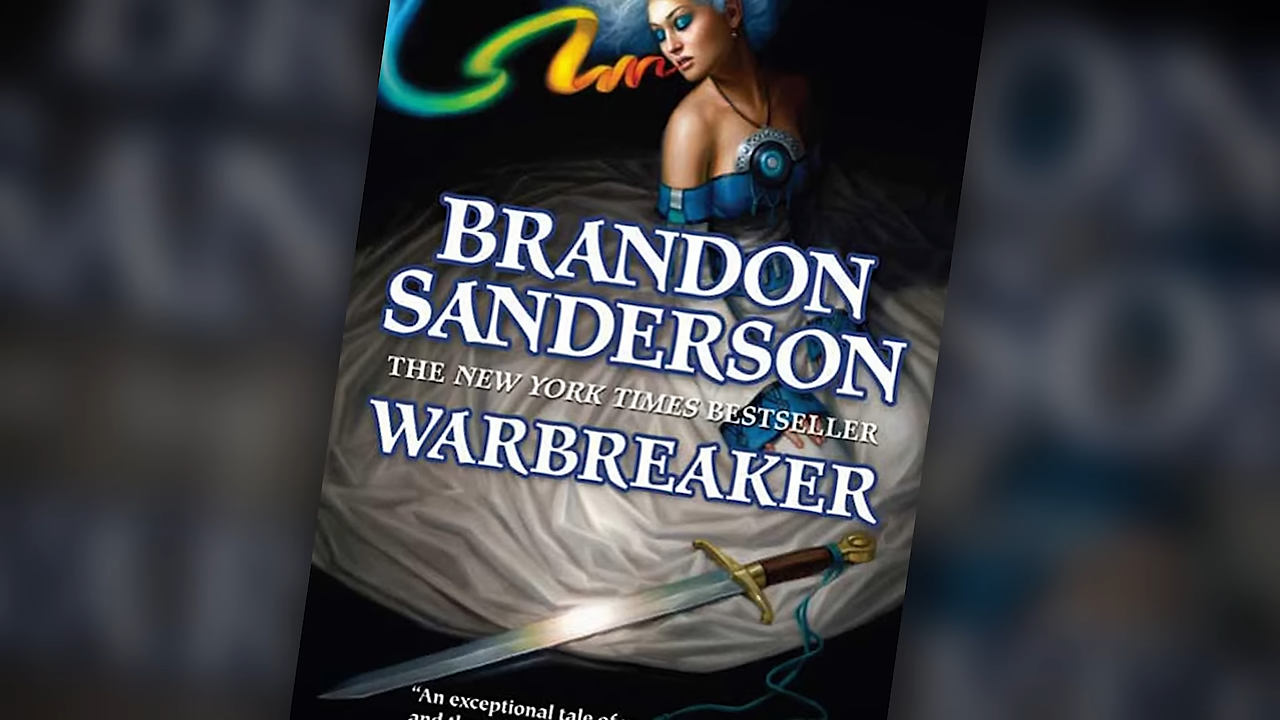 BRANDON
SANDERSON
THE NEW YORK TIMES BESTSELLER
WARBREAKER
“An exceptional tale of